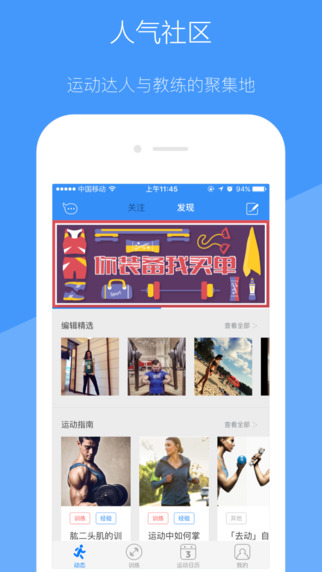 人气社区
运动达人与教练的聚集地
中国移动
上午11:45
关注
发现
你装备我买单
编辑精选
查看全部 >
运动指南
查看全部 >
训练
经验
训练
经验
其他
肱二头肌的训
运动中如何掌
「去动」自
动态
训练
3
运动日历
我的